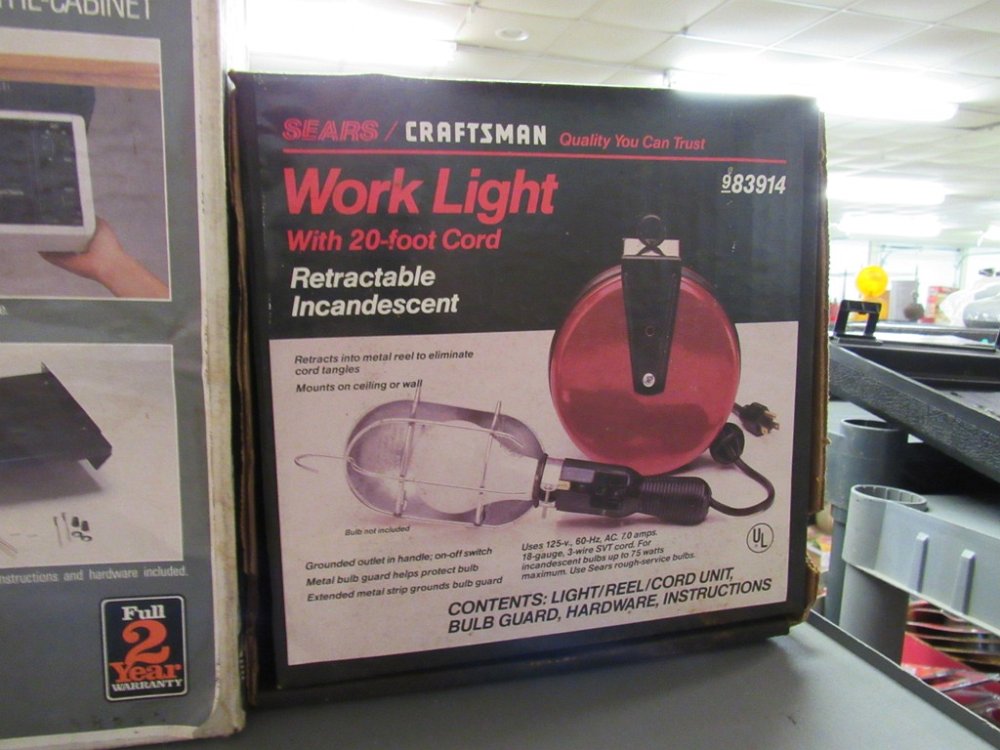 SEARS / CRAFTSMAN Quality You Can Trust
Work Light
983914
With 20-foot Cord
Retractable
Incandescent
Retracts into metal reel to eliminate
cord tangles
Mounts on ceiling or wall
Bulb not included
Grounded outlet in handle; on-off switch
Metal bulb guard helps protect bulb
Extended metal strip grounds bulb guard
Uses 125-v., 60-Hz, AC. 7.0 amps.
18-gauge, 3-wire SVT cord. For
incandescent bulbs up to 75 watts
maximum. Use Sears rough-service bulbs.
UL
CONTENTS: LIGHT/REEL/CORD UNIT,
BULB GUARD, HARDWARE, INSTRUCTIONS
CABINET
instructions and hardware included.
Full
2
Year
WARRANTY